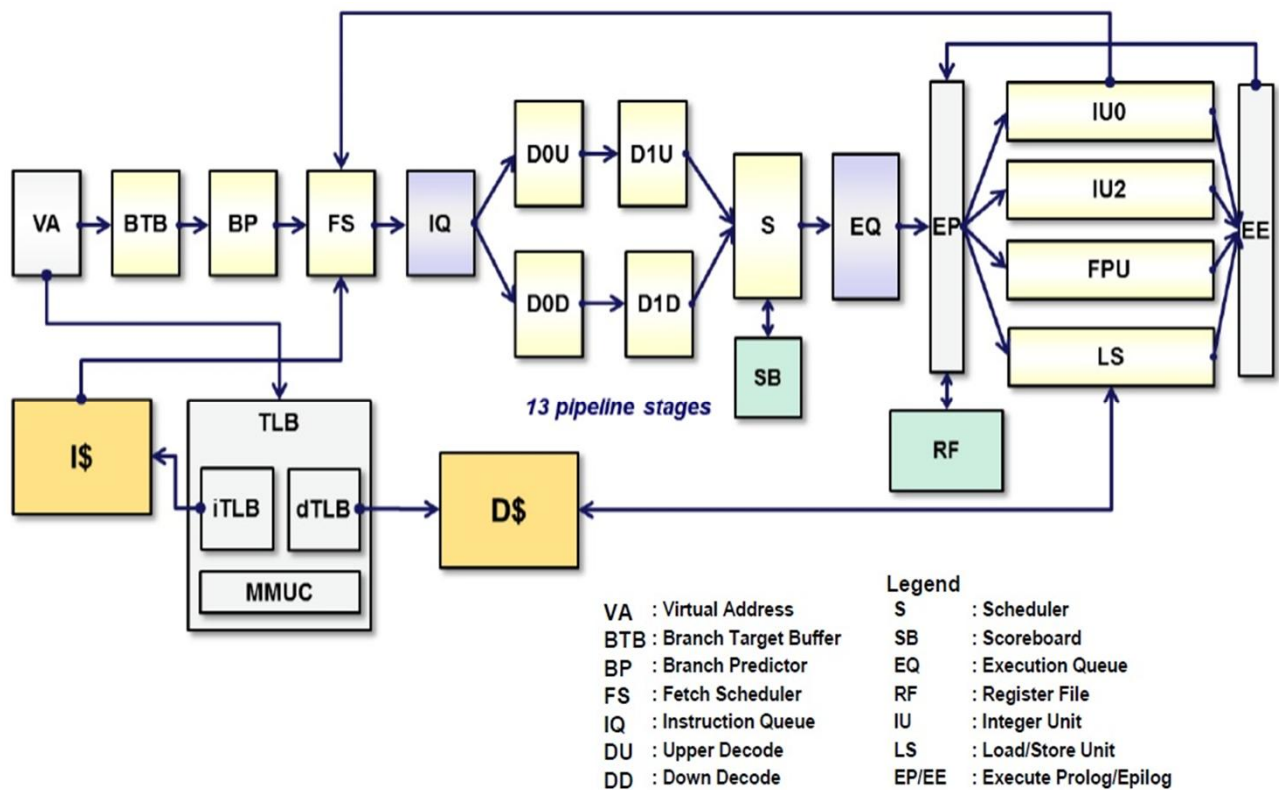 IU0
D0U
D1U
VA
BTB
BP
FS
IQ
S
EQ
EP
IU2
EE
FPU
D0D
D1D
LS
SB
13 pipeline stages
TLB
I$
iTLB
dTLB
D$
RF
MMUC
Legend
VA : Virtual Address
BTB : Branch Target Buffer
BP : Branch Predictor
FS : Fetch Scheduler
IQ : Instruction Queue
DU : Upper Decode
DD : Down Decode
S : Scheduler
SB : Scoreboard
EQ : Execution Queue
RF : Register File
IU : Integer Unit
LS : Load/Store Unit
EP/EE : Execute Prolog/Epilog